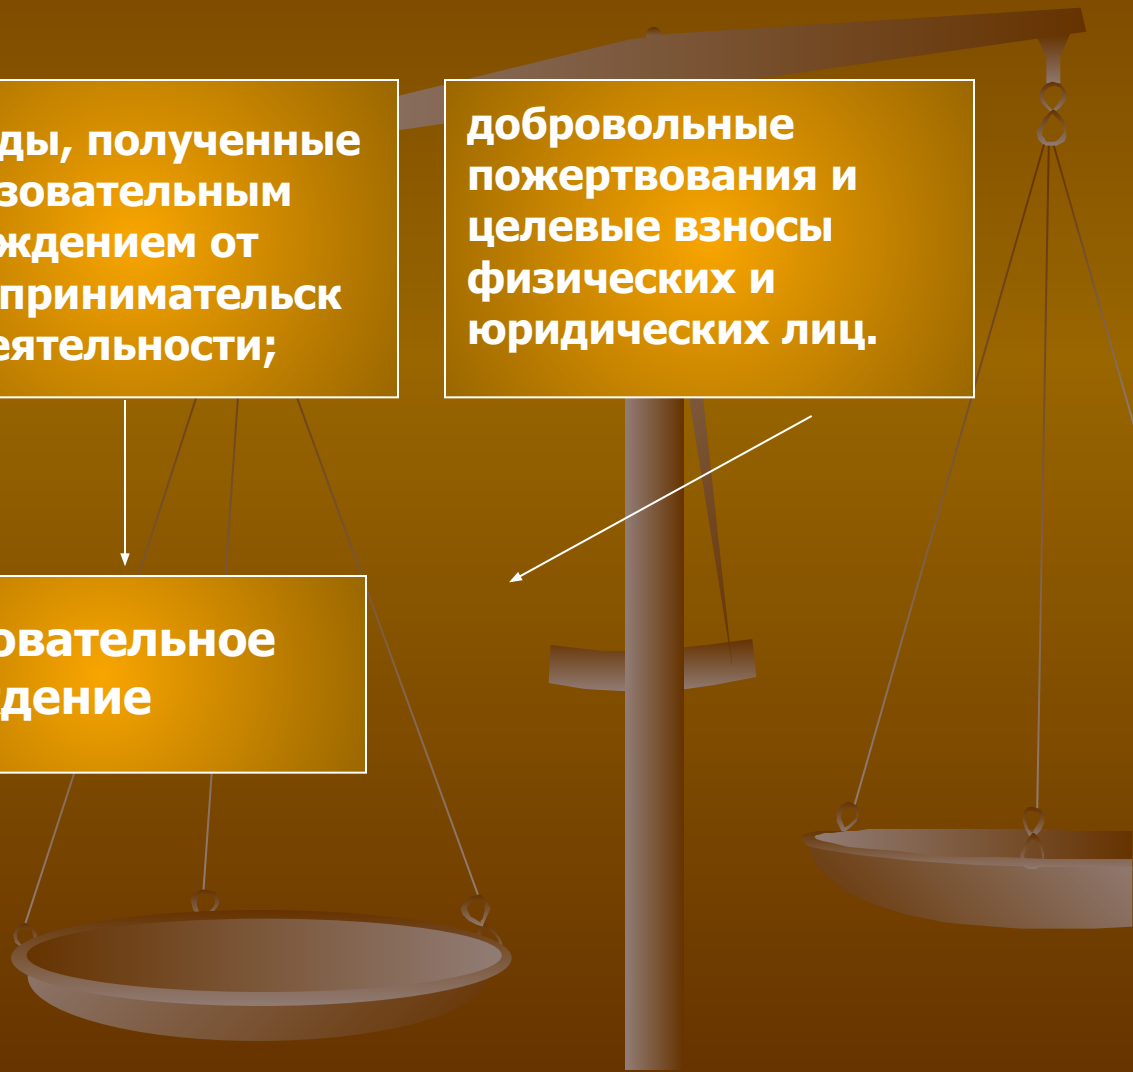 ды, полученные
зовательным
ждением от
принимательск
еятельности;
добровольные
пожертвования и
целевые взносы
физических и
юридических лиц.
овательное
дение